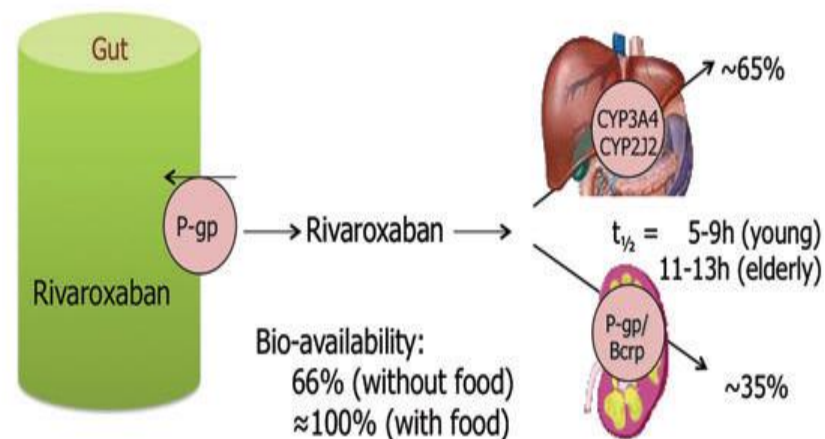 Gut
P-gp
Rivaroxaban
Rivaroxaban
Bio-availability:
66% (without food)
≈100% (with food)
CYP3A4
CYP2J2
~65%
t½ = 5-9h (young)
11-13h (elderly)
P-gp/
Bcrp
~35%